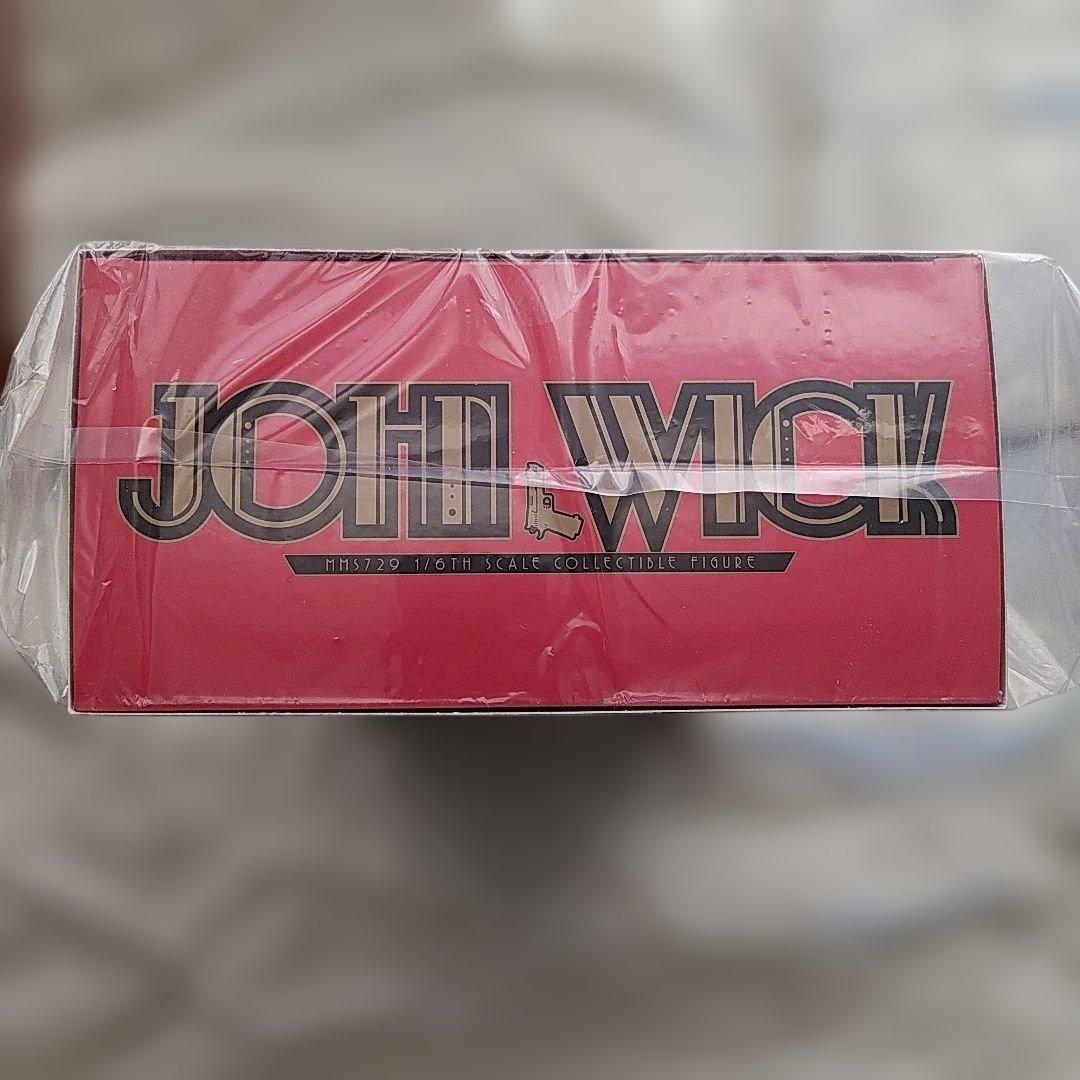 JOHN WICK
MMS729 1/6TH SCALE COLLECTIBLE FIGURE